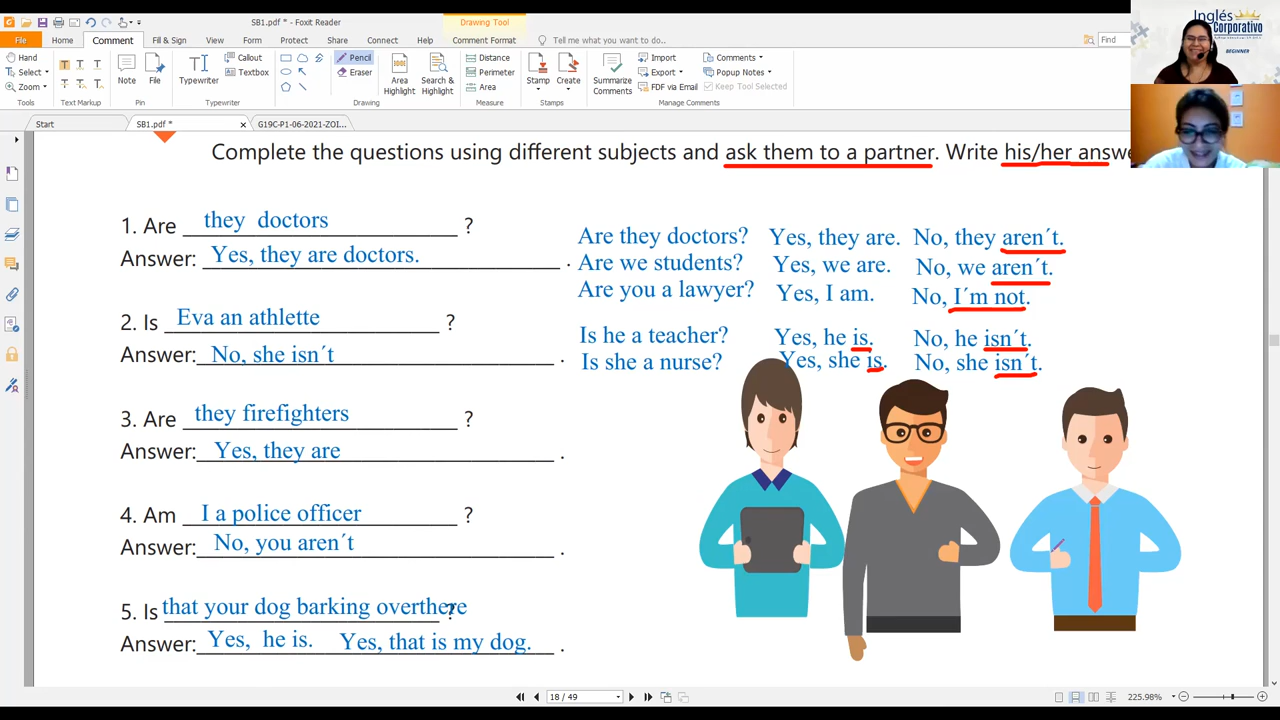 SB1.pdf * - Foxit Reader
Drawing Tool
File Home Comment Fill & Sign View Form Protect Share Connect Help Comment Format Tell me what you want to do... Find
Hand
Select
Zoom
Tools
Text Markup
Note
File
Pin
Typewriter
Callout
Textbox
Typewriter
Pencil
Eraser
Drawing
Area Highlight
Search & Highlight
Distance
Perimeter
Area
Measure
Stamp
Create
Stamps
Summarize Comments
Import
Export
FDF via Email
Comments
Popup Notes
Keep Tool Selected
Manage Comments
Inglés
Corporativo
BEGINNER
Start SB1.pdf * G19C-P1-06-2021-ZOI...
Complete the questions using different subjects and ask them to a partner. Write his/her answe
1. Are they doctors ?
Answer: Yes, they are doctors. .
2. Is Eva an athlette ?
Answer: No, she isn´t .
3. Are they firefighters ?
Answer: Yes, they are .
4. Am I a police officer ?
Answer: No, you aren´t .
5. Is that your dog barking overthere ?
Answer: Yes, he is. Yes, that is my dog. .
Are they doctors? Yes, they are. No, they aren´t.
Are we students? Yes, we are. No, we aren´t.
Are you a lawyer? Yes, I am. No, I´m not.
Is he a teacher? Yes, he is. No, he isn´t.
Is she a nurse? Yes, she is. No, she isn´t.
18 / 49
225.98%